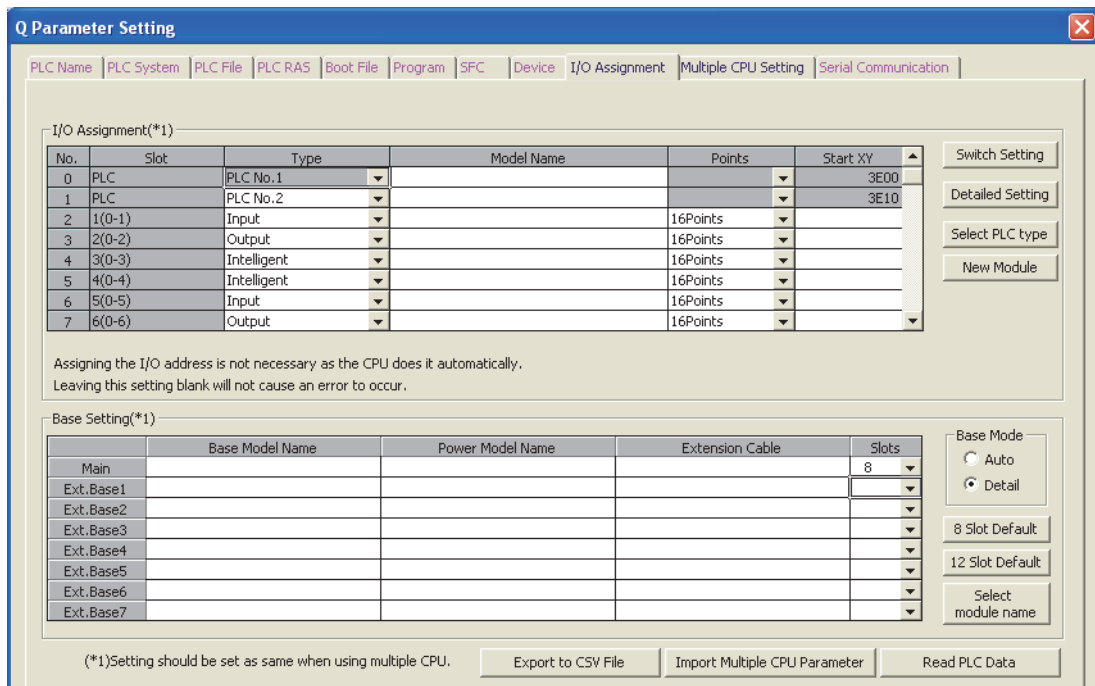 Q Parameter Setting
PLC Name PLC System PLC File PLC RAS Boot File Program SFC Device I/O Assignment Multiple CPU Setting Serial Communication
I/O Assignment(*1)
No. Slot Type Model Name Points Start XY
0 PLC PLC No.1 3E00
1 PLC PLC No.2 3E10
2 1(0-1) Input 16Points
3 2(0-2) Output 16Points
4 3(0-3) Intelligent 16Points
5 4(0-4) Intelligent 16Points
6 5(0-5) Input 16Points
7 6(0-6) Output 16Points
Switch Setting
Detailed Setting
Select PLC type
New Module
Assigning the I/O address is not necessary as the CPU does it automatically.
Leaving this setting blank will not cause an error to occur.
Base Setting(*1)
Base Model Name Power Model Name Extension Cable Slots
Main 8
Ext.Base1
Ext.Base2
Ext.Base3
Ext.Base4
Ext.Base5
Ext.Base6
Ext.Base7
Base Mode
Auto
Detail
8 Slot Default
12 Slot Default
Select
module name
(*1)Setting should be set as same when using multiple CPU.
Export to CSV File Import Multiple CPU Parameter Read PLC Data